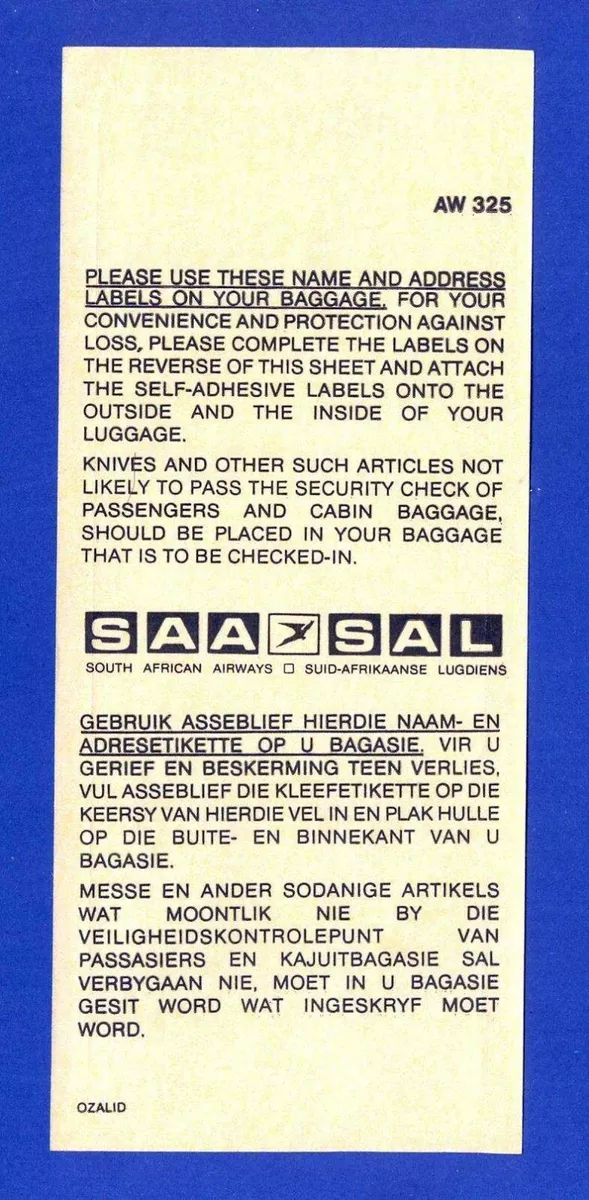 AW 325
PLEASE USE THESE NAME AND ADDRESS
LABELS ON YOUR BAGGAGE. FOR YOUR
CONVENIENCE AND PROTECTION AGAINST
LOSS, PLEASE COMPLETE THE LABELS ON
THE REVERSE OF THIS SHEET AND ATTACH
THE SELF-ADHESIVE LABELS ONTO THE
OUTSIDE AND THE INSIDE OF YOUR
LUGGAGE.
KNIVES AND OTHER SUCH ARTICLES NOT
LIKELY TO PASS THE SECURITY CHECK OF
PASSENGERS AND CABIN BAGGAGE,
SHOULD BE PLACED IN YOUR BAGGAGE
THAT IS TO BE CHECKED-IN.
SAA SAL
SOUTH AFRICAN AIRWAYS □ SUID-AFRIKAANSE LUGDIENS
GEBRUIK ASSEBLIEF HIERDIE NAAM- EN
ADRESETIKETTE OP U BAGASIE. VIR U
GERIEF EN BESKERMING TEEN VERLIES,
VUL ASSEBLIEF DIE KLEEFETIKETTE OP DIE
KEERSY VAN HIERDIE VEL IN EN PLAK HULLE
OP DIE BUITE- EN BINNEKANT VAN U
BAGASIE.
MESSE EN ANDER SODANIGE ARTIKELS
WAT MOONTLIK NIE BY DIE
VEILIGHEIDSKONTROLEPUNT VAN
PASSASIERS EN KAJUITBAGASIE SAL
VERBYGAAN NIE, MOET IN U BAGASIE
GESIT WORD WAT INGESKRYF MOET
WORD.
OZALID